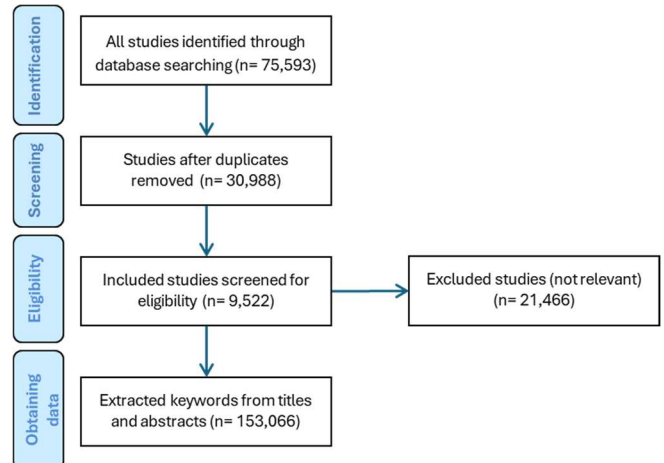 Identification
All studies identified through
database searching (n= 75,593)
Screening
Studies after duplicates
removed (n= 30,988)
Eligibility
Included studies screened for
eligibility (n= 9,522)
Excluded studies (not relevant)
(n= 21,466)
Obtaining
data
Extracted keywords from titles
and abstracts (n= 153,066)